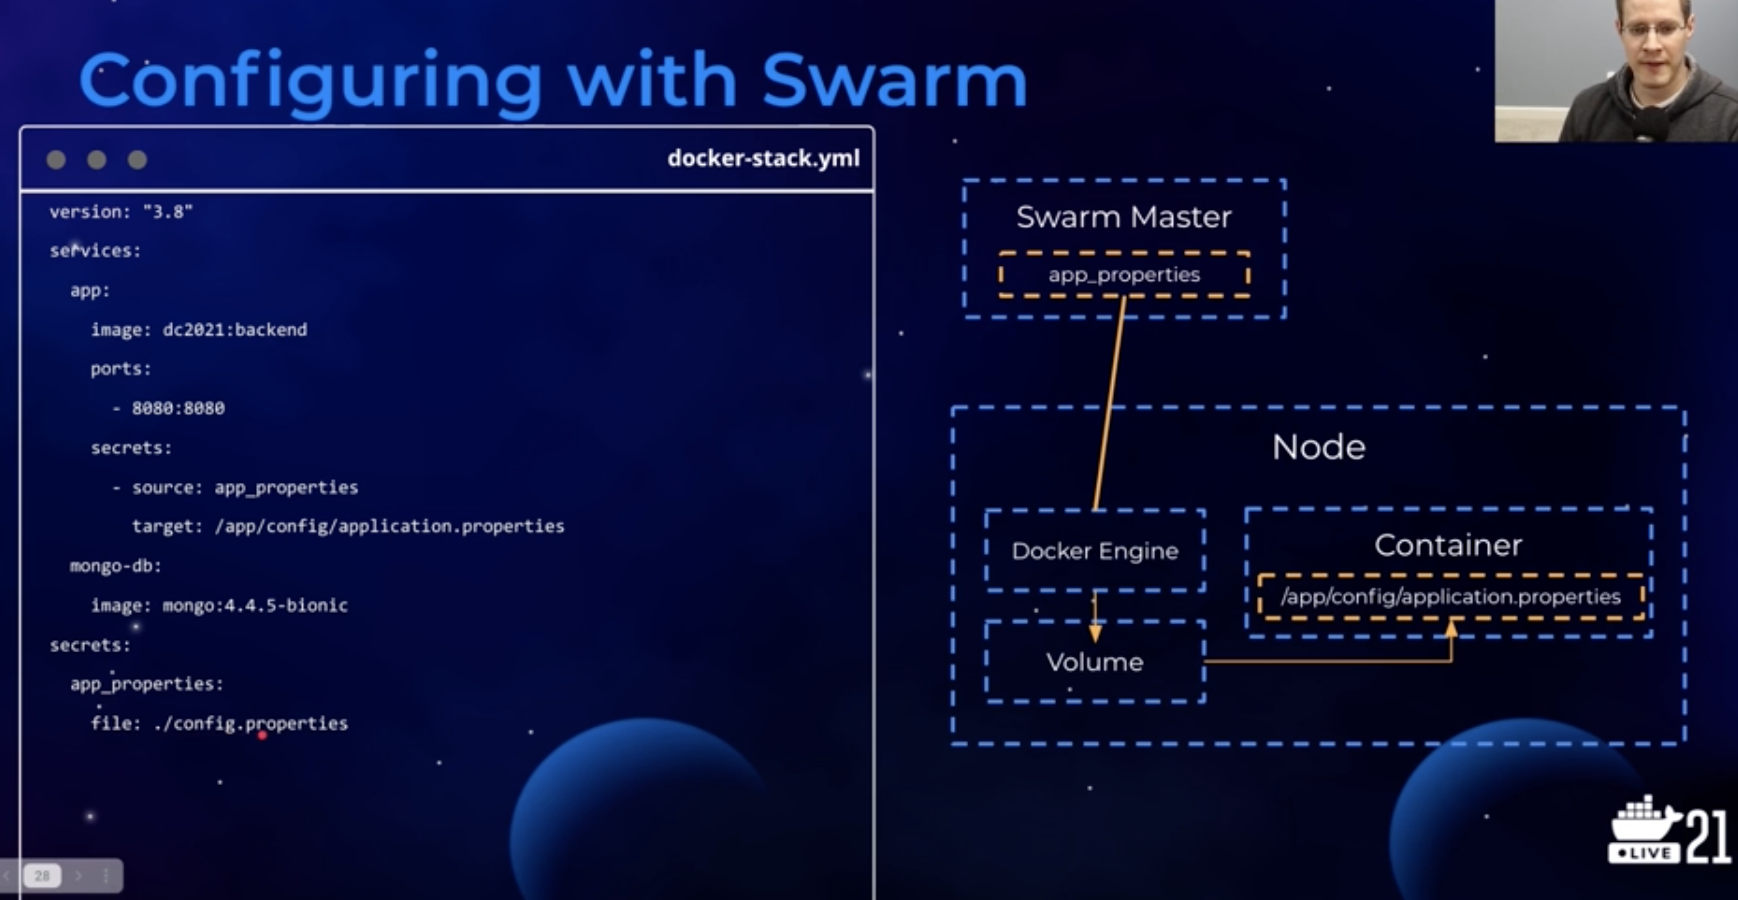 Configuring with Swarm
docker-stack.yml
version: "3.8"
services:
  app:
    image: dc2021:backend
    ports:
      - 8080:8080
    secrets:
      - source: app_properties
        target: /app/config/application.properties
  mongo-db:
    image: mongo:4.4.5-bionic
secrets:
  app_properties:
    file: ./config.properties
Swarm Master
app_properties
Node
Docker Engine
Volume
Container
/app/config/application.properties
28
LIVE 21